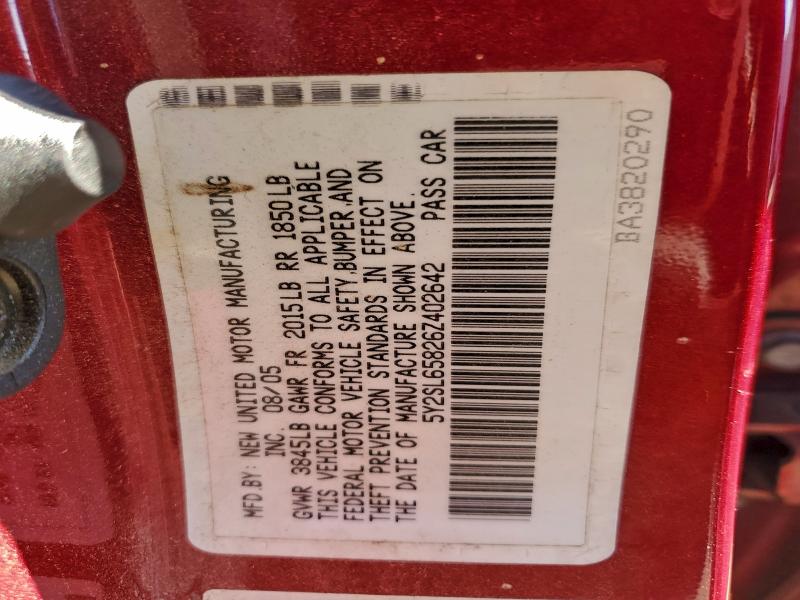 MFD.BY: NEW UNITED MOTOR MANUFACTURING
INC. 08/05
GVWR 3845LB GAWR FR 2015LB RR 1850LB
THIS VEHICLE CONFORMS TO ALL APPLICABLE
FEDERAL MOTOR VEHICLE SAFETY,BUMPER AND
THEFT PREVENTION STANDARDS IN EFFECT ON
THE DATE OF MANUFACTURE SHOWN ABOVE.
5Y2SL65826Z402642 PASS CAR
BA3820290